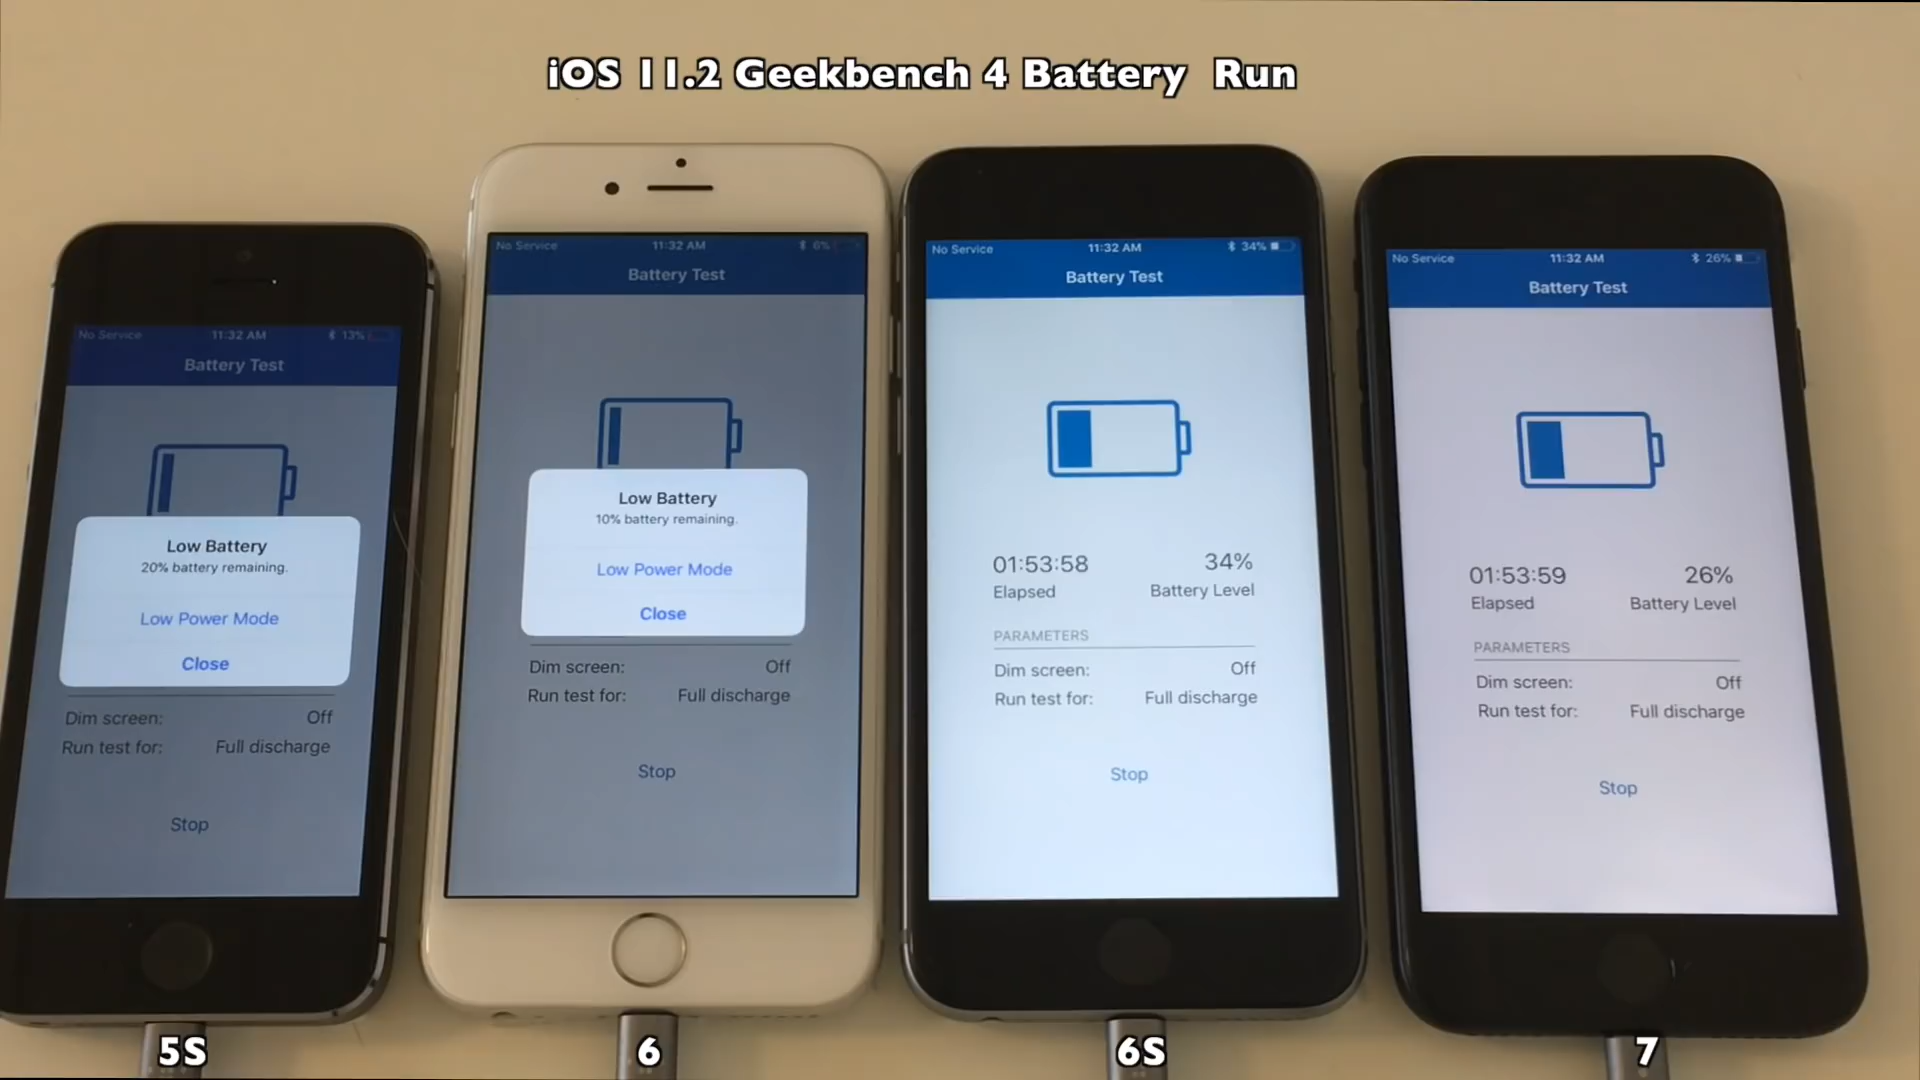 iOS 11.2 Geekbench 4 Battery Run
No Service 11:32 AM 13%
Battery Test
Low Battery
20% battery remaining.
Low Power Mode
Close
Dim screen: Off
Run test for: Full discharge
Stop
5S
No Service 11:32 AM 6%
Battery Test
Low Battery
10% battery remaining.
Low Power Mode
Close
Dim screen: Off
Run test for: Full discharge
Stop
6
No Service 11:32 AM 34%
Battery Test
01:53:58 34%
Elapsed Battery Level
PARAMETERS
Dim screen: Off
Run test for: Full discharge
Stop
6S
No Service 11:32 AM 26%
Battery Test
01:53:59 26%
Elapsed Battery Level
PARAMETERS
Dim screen: Off
Run test for: Full discharge
Stop
7